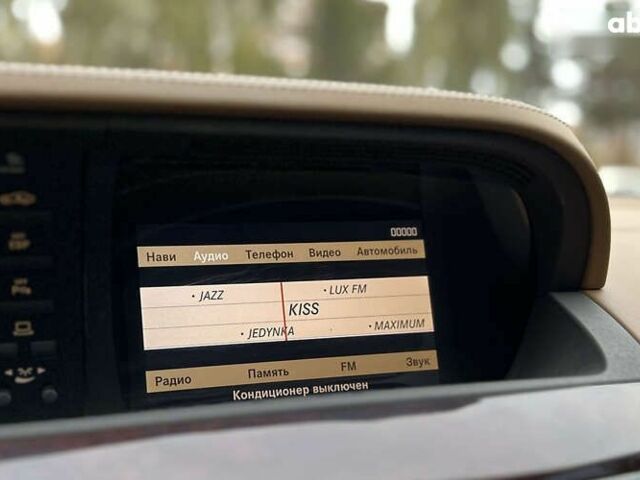 ab
00000
Нави Аудио Телефон Видео Автомобиль
• JAZZ • LUX FM
KISS
• JEDYNKA • MAXIMUM
Радио Память FM Звук
Кондиционер выключен
ESP